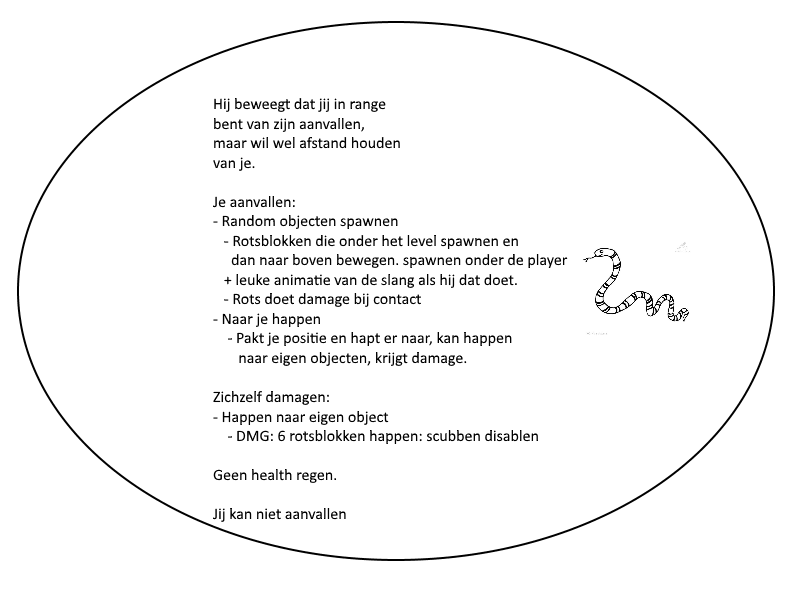 Hij beweegt dat jij in range
bent van zijn aanvallen,
maar wil wel afstand houden
van je.
Je aanvallen:
- Random objecten spawnen
- Rotsblokken die onder het level spawnen en
dan naar boven bewegen. spawnen onder de player
+ leuke animatie van de slang als hij dat doet.
- Rots doet damage bij contact
- Naar je happen
- Pakt je positie en hapt er naar, kan happen
naar eigen objecten, krijgt damage.
Zichzelf damagen:
- Happen naar eigen object
- DMG: 6 rotsblokken happen: scubben disablen
Geen health regen.
Jij kan niet aanvallen